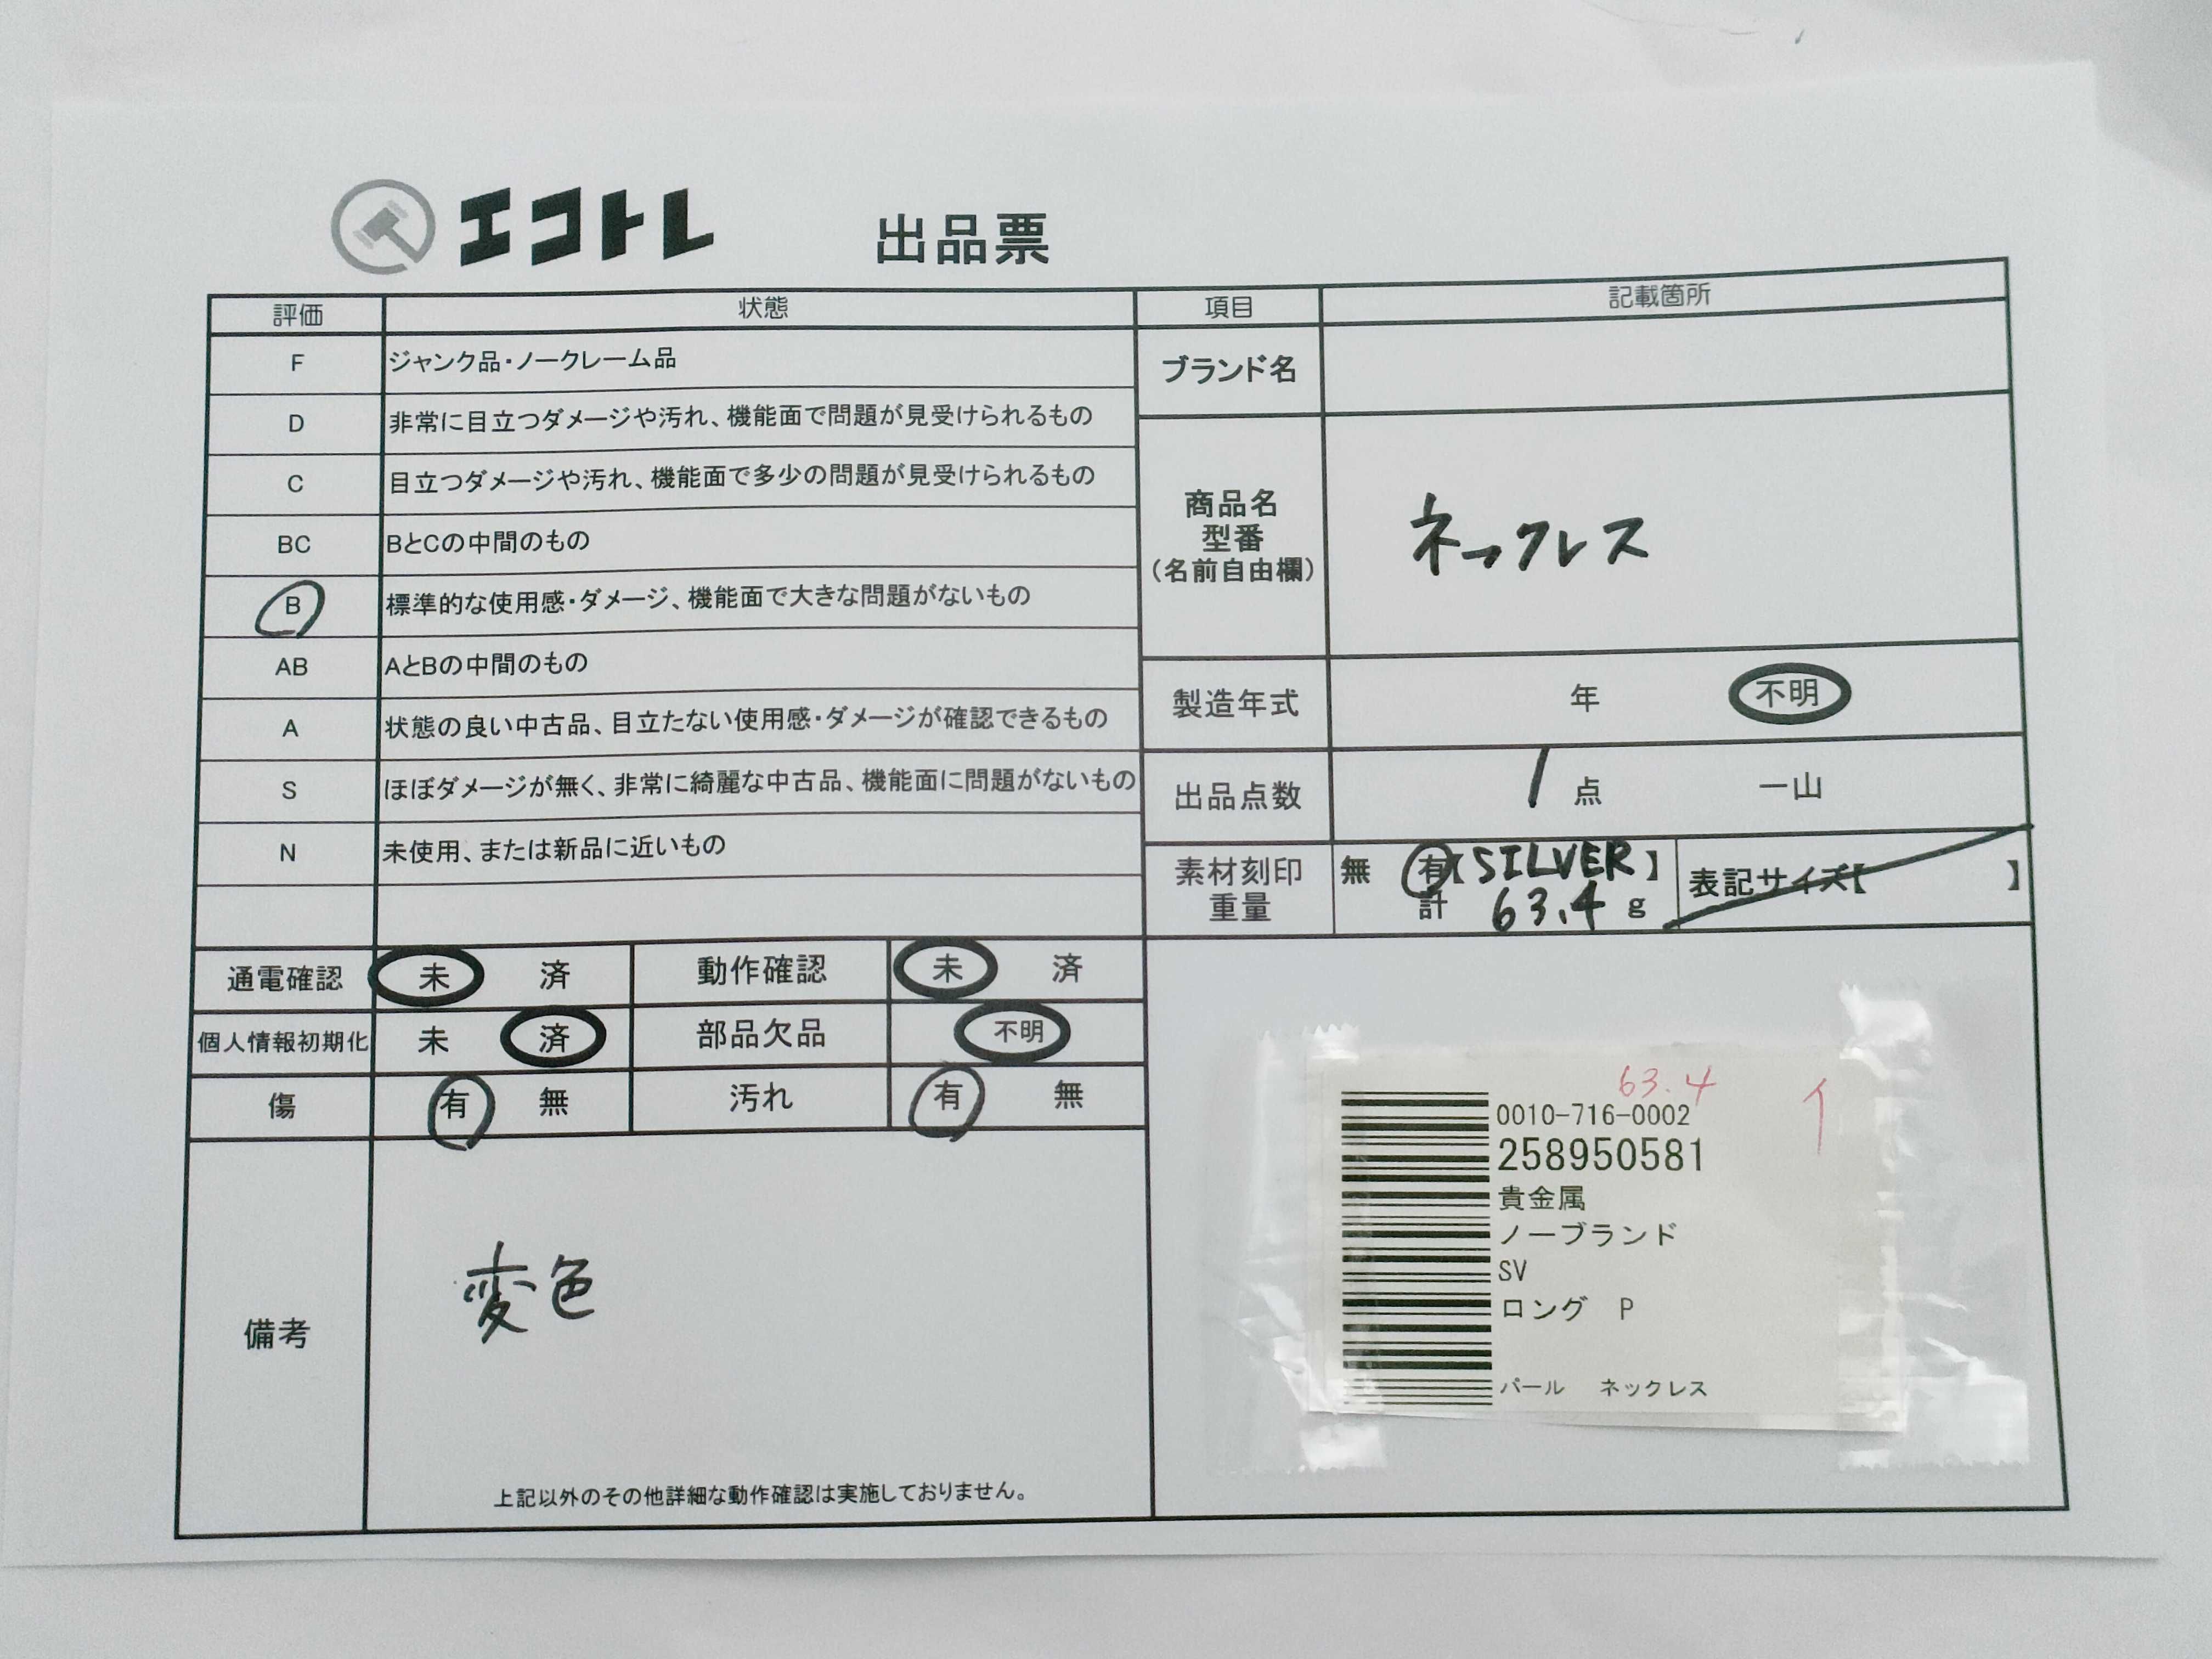 エコトレ 出品票
評価 状態 項目 記載箇所
F ジャンク品・ノークレーム品
D 非常に目立つダメージや汚れ、機能面で問題が見受けられるもの
C 目立つダメージや汚れ、機能面で多少の問題が見受けられるもの
BC BとCの中間のもの
B 標準的な使用感・ダメージ、機能面で大きな問題がないもの
AB AとBの中間のもの
A 状態の良い中古品、目立たない使用感・ダメージが確認できるもの
S ほぼダメージが無く、非常に綺麗な中古品、機能面に問題がないもの
N 未使用、または新品に近いもの
ブランド名
商品名
型番
(名前自由欄)
ネックレス
製造年式 年 不明
出品点数 1 点 一山
素材刻印 無 有【SILVER】 表記サイズ【 】
重量 計 63.4 g
通電確認 未 済 動作確認 未 済
個人情報初期化 未 済 部品欠品 不明
傷 有 無 汚れ 有 無
備考
変色
上記以外のその他詳細な動作確認は実施しておりません。
63.4
0010-716-0002
258950581
貴金属
ノーブランド
SV
ロング P
パール ネックレス